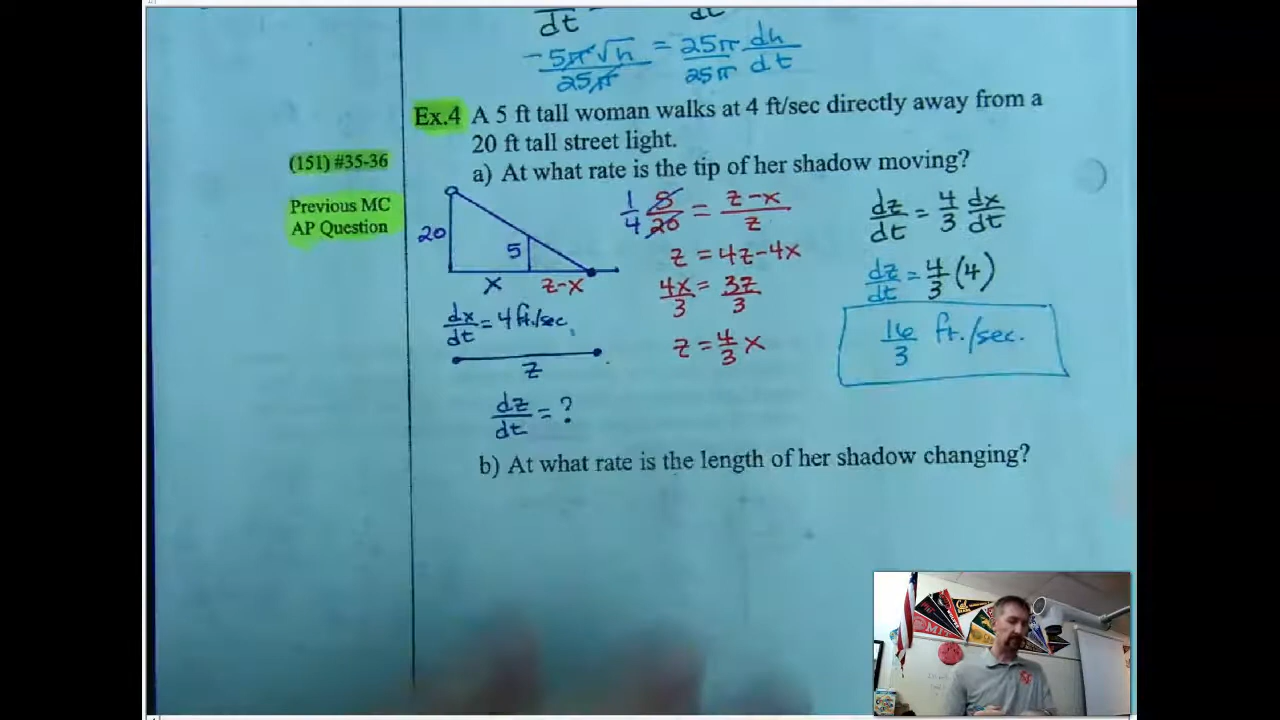 dt
dt
-5π√h / 25π = 25π / 25π dh/dt
Ex.4 A 5 ft tall woman walks at 4 ft/sec directly away from a
20 ft tall street light.
(151) #35-36
a) At what rate is the tip of her shadow moving?
Previous MC
AP Question
20
5
x
z-x
dx/dt = 4 ft./sec.
z
dz/dt = ?
1/4 5/20 = z-x/z
z = 4z-4x
4x/3 = 3z/3
z = 4/3 x
dz/dt = 4/3 dx/dt
dz/dt = 4/3 (4)
16/3 ft./sec.
b) At what rate is the length of her shadow changing?
MIT
Cal